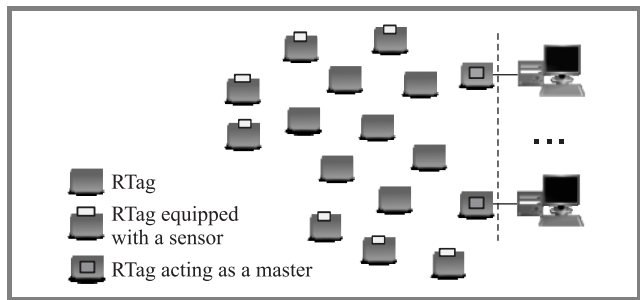 RTag
RTag equipped
with a sensor
RTag acting as a master